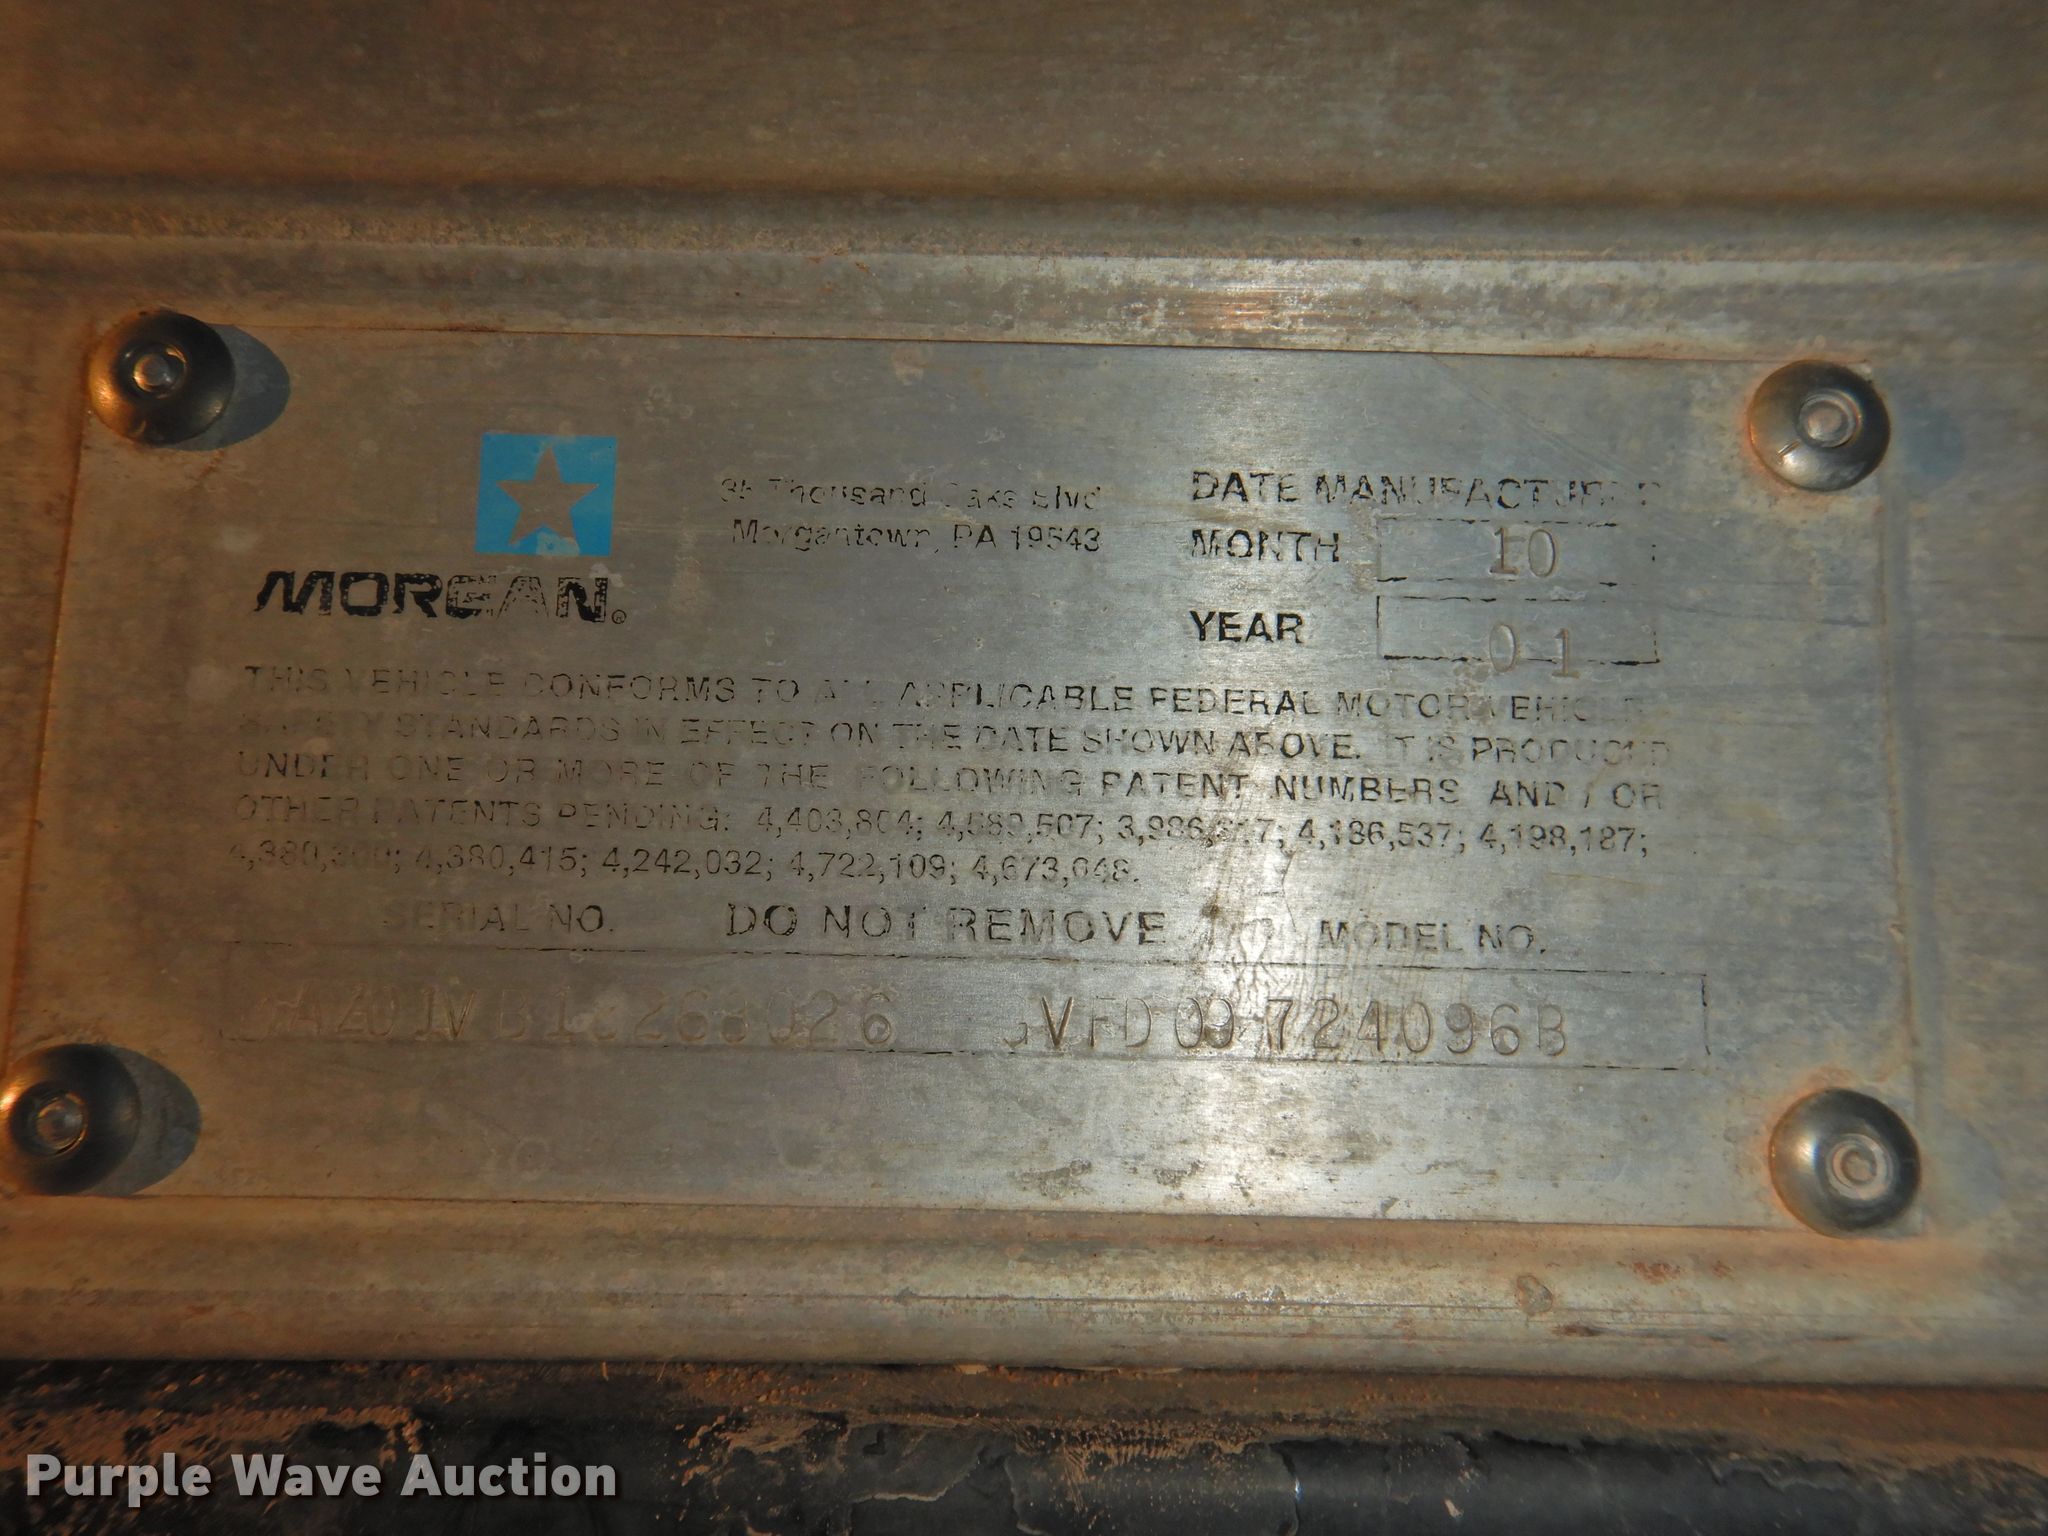 MORGAN®
35 Thousand Oaks Blvd
Morgantown, PA 19543
DATE MANUFACTURED
MONTH 10
YEAR 01
THIS VEHICLE CONFORMS TO ALL APPLICABLE FEDERAL MOTOR VEHICLE
SAFETY STANDARDS IN EFFECT ON THE DATE SHOWN ABOVE. IT IS PRODUCED
UNDER ONE OR MORE OF THE FOLLOWING PATENT NUMBERS AND / OR
OTHER PATENTS PENDING: 4,403,804; 4,589,507; 4,186,537; 4,198,187;
4,380,415; 4,242,032; 4,722,109; 4,673,048.
SERIAL NO. DO NOT REMOVE MODEL NO.
Purple Wave Auction